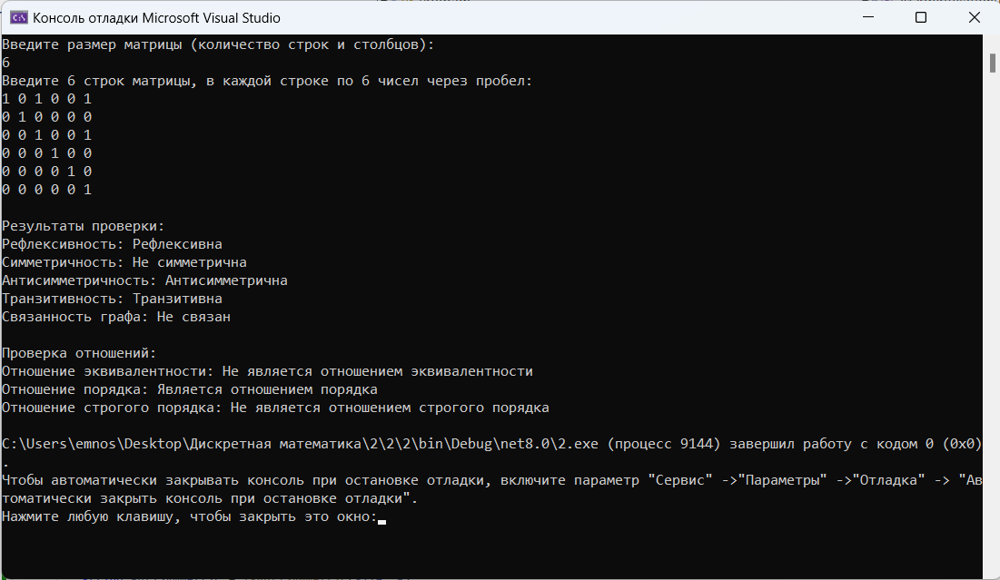 Консоль отладки Microsoft Visual Studio
Введите размер матрицы (количество строк и столбцов):
6
Введите 6 строк матрицы, в каждой строке по 6 чисел через пробел:
1 0 1 0 0 1
0 1 0 0 0 0
0 0 1 0 0 1
0 0 0 1 0 0
0 0 0 0 1 0
0 0 0 0 0 1
Результаты проверки:
Рефлексивность: Рефлексивна
Симметричность: Не симметрична
Антисимметричность: Антисимметрична
Транзитивность: Транзитивна
Связанность графа: Не связан
Проверка отношений:
Отношение эквивалентности: Не является отношением эквивалентности
Отношение порядка: Является отношением порядка
Отношение строгого порядка: Не является отношением строгого порядка
C:\Users\emnos\Desktop\Дискретная математика\2\2\2\bin\Debug\net8.0\2.exe (процесс 9144) завершил работу с кодом 0 (0x0)
.
Чтобы автоматически закрывать консоль при остановке отладки, включите параметр "Сервис" ->"Параметры" ->"Отладка" -> "Ав
томатически закрыть консоль при остановке отладки".
Нажмите любую клавишу, чтобы закрыть это окно: